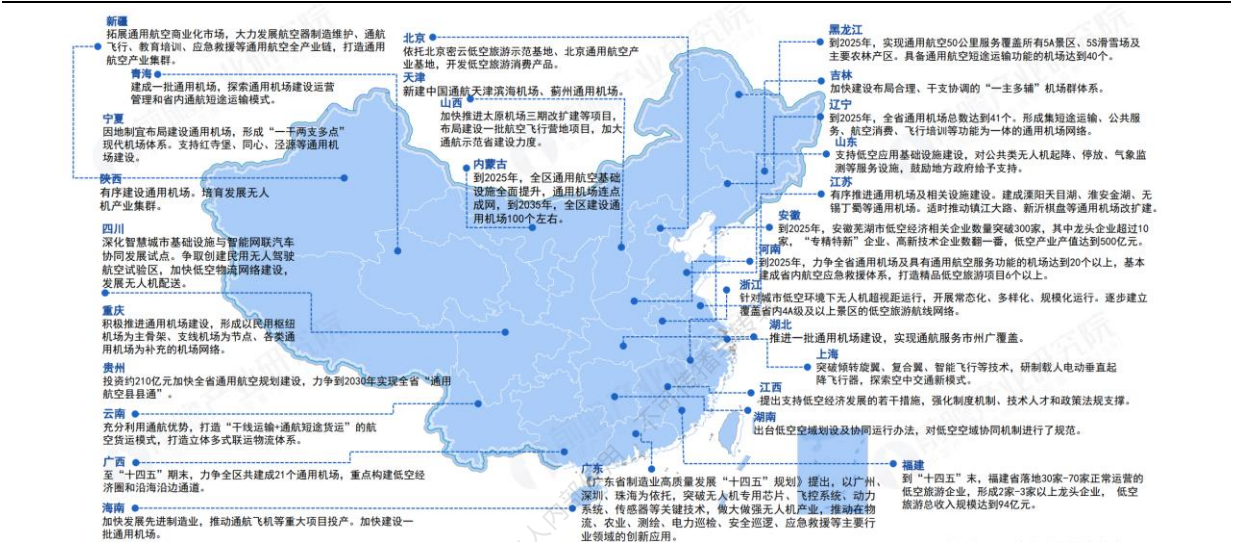 新疆
拓展通用航空商业化市场，大力发展航空器制造维护、通航
飞行、教育培训、应急救援等通用航空全产业链，打造通用
航空产业集群。
青海
建成一批通用机场，探索通用机场建设运营
管理和省内通航短途运输模式。
宁夏
因地制宜布局建设通用机场，形成“一干两支多点”
现代机场体系。支持红寺堡、同心、泾源等通用机
场建设。
陕西
有序建设通用机场。培育发展无人
机产业集群。
四川
深化智慧城市基础设施与智能网联汽车
协同发展试点。争取创建民用无人驾驶
航空试验区，加快低空物流网络建设，
发展无人机配送。
重庆
积极推进通用机场建设，形成以民用枢纽
机场为主骨架、支线机场为节点、各类通
用机场为补充的机场网络。
贵州
投资约210亿元加快全省通用航空规划建设，力争到2030年实现全省“通用
航空县县通”。
云南
充分利用通航优势，打造“干线运输+通航短途货运”的航
空货运模式，打造立体多式联运物流体系。
广西
至“十四五”期末，力争全区共建成21个通用机场，重点构建低空经
济圈和沿海沿边通道。
海南
加快发展先进制造业，推动通航飞机等重大项目投产。加快建设一
批通用机场。
北京
依托北京密云低空旅游示范基地、北京通用航空产
业基地，开发低空旅游消费产品。
天津
新建中国通航天津滨海机场、蓟州通用机场。
山西
加快推进太原机场三期改扩建等项目，
布局建设一批航空飞行营地项目，加大
通航示范省建设力度。
内蒙古
到2025年，全区通用航空基础
设施全面提升，通用机场连点
成网，到2035年，全区建设通
用机场100个左右。
黑龙江
到2025年，实现通用航空50公里服务覆盖所有5A景区、5S滑雪场及
主要农林产区。具备通用航空短途运输功能的机场达到40个。
吉林
加快建设布局合理、干支协调的“一主多辅”机场群体系。
辽宁
到2025年，全省通用机场总数达到41个。形成集短途运输、公共服
务、航空消费、飞行培训等功能为一体的通用机场网络。
山东
支持低空应用基础设施建设，对公共类无人机起降、停放、气象监
测等服务设施，鼓励地方政府给予支持。
江苏
有序推进通用机场及相关设施建设。建成溧阳天目湖、淮安金湖、无
锡丁蜀等通用机场。适时推动镇江大路、新沂棋盘等通用机场改扩建。
安徽
到2025年，安徽芜湖市低空经济相关企业数量突破300家，其中龙头企业超过10
家，“专精特新”企业、高新技术企业数翻一番，低空产业产值达到500亿元。
河南
到2025年，力争全省通用机场及具有通用航空服务功能的机场达到20个以上，基本
建成省内航空应急救援体系，打造精品低空旅游项目6个以上。
浙江
针对城市低空环境下无人机超视距运行，开展常态化、多样化、规模化运行。逐步建立
覆盖省内4A级及以上景区的低空旅游航线网络。
湖北
推进一批通用机场建设，实现通航服务市州广覆盖。
上海
突破倾转旋翼、复合翼、智能飞行等技术，研制载人电动垂直起
降飞行器，探索空中交通新模式。
江西
提出支持低空经济发展的若干措施，强化制度机制、技术人才和政策法规支撑。
湖南
出台低空空域划设及协同运行办法，对低空空域协同机制进行了规范。
福建
到“十四五”末，福建省落地30家-70家正常运营的
低空旅游企业，形成2家-3家以上龙头企业， 低空
旅游总收入规模达到94亿元。
广东
《广东省制造业高质量发展“十四五”规划》提出，以广州、
深圳、珠海为依托，突破无人机专用芯片、飞控系统、动力
系统、传感器等关键技术，做大做强无人机产业，推动在物
流、农业、测绘、电力巡检、安全巡逻、应急救援等主要行
业领域的创新应用。